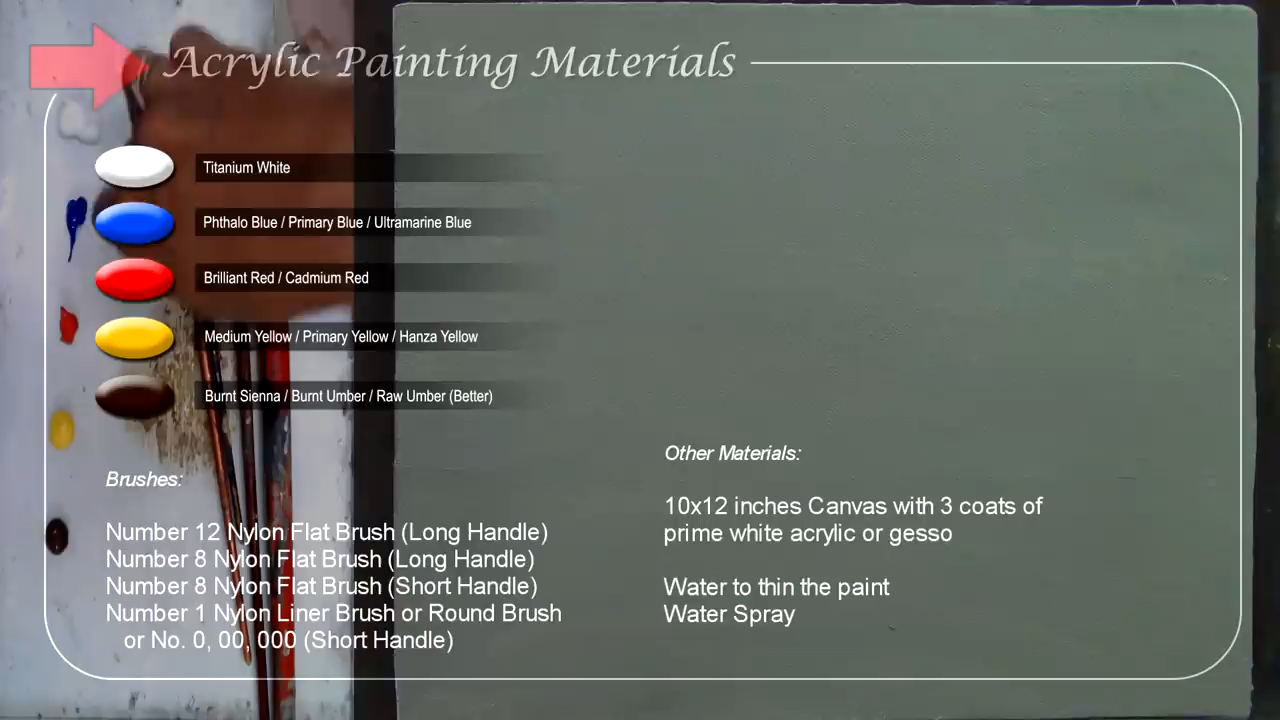 Acrylic Painting Materials
Titanium White
Phthalo Blue / Primary Blue / Ultramarine Blue
Brilliant Red / Cadmium Red
Medium Yellow / Primary Yellow / Hanza Yellow
Burnt Sienna / Burnt Umber / Raw Umber (Better)
Brushes:
Number 12 Nylon Flat Brush (Long Handle)
Number 8 Nylon Flat Brush (Long Handle)
Number 8 Nylon Flat Brush (Short Handle)
Number 1 Nylon Liner Brush or Round Brush
or No. 0, 00, 000 (Short Handle)
Other Materials:
10x12 inches Canvas with 3 coats of
prime white acrylic or gesso
Water to thin the paint
Water Spray